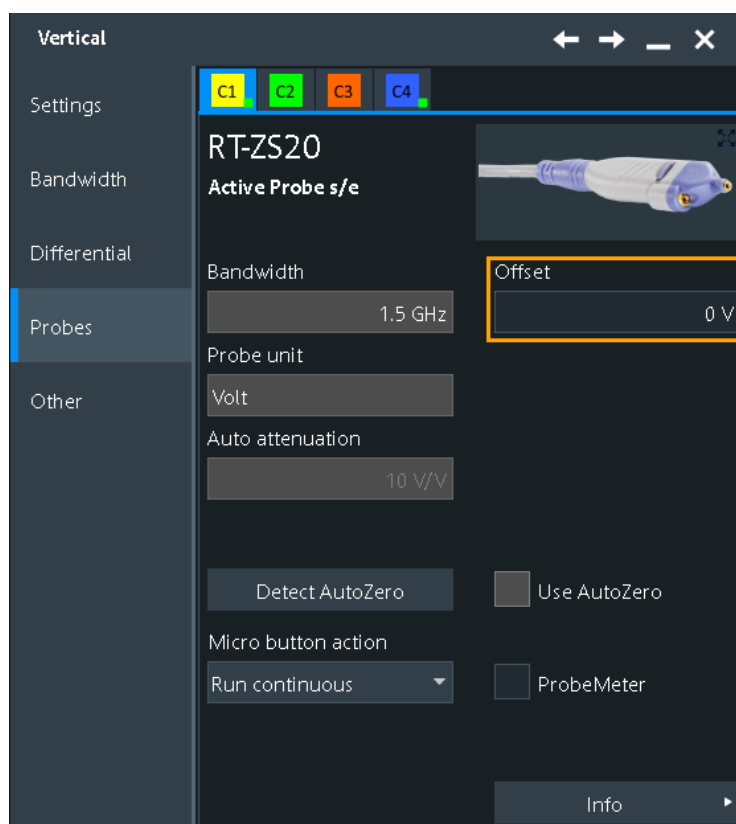 Vertical
Settings
Bandwidth
Differential
Probes
Other
C1 C2 C3 C4
RT-ZS20
Active Probe s/e
Bandwidth
1.5 GHz
Offset
0 V
Probe unit
Volt
Auto attenuation
10 V/V
Detect AutoZero
Use AutoZero
Micro button action
Run continuous
ProbeMeter
Info